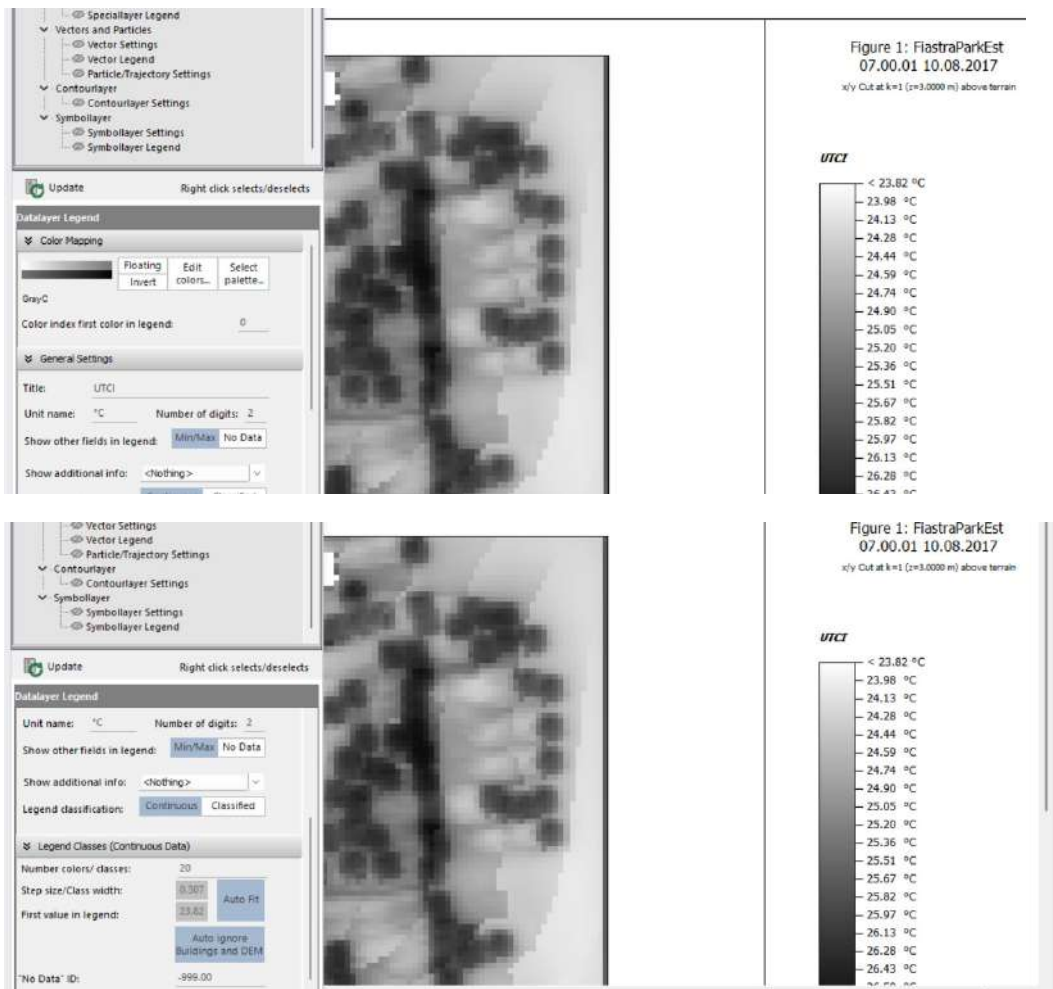 Speciallayer Legend
Vectors and Particles
Vector Settings
Vector Legend
Particle/Trajectory Settings
Contourlayer
Contourlayer Settings
Symbollayer
Symbollayer Settings
Symbollayer Legend
Update Right click selects/deselects
Datalayer Legend
Color Mapping
Floating
Invert
Edit colors...
Select palette...
GrayC
Color index first color in legend: 0
General Settings
Title: UTCI
Unit name: °C Number of digits: 2
Show other fields in legend: Min/Max No Data
Show additional info: <Nothing>
Figure 1: FiastraParkEst
07.00.01 10.08.2017
x/y Cut at k=1 (z=3.0000 m) above terrain
UTCI
< 23.82 °C
23.98 °C
24.13 °C
24.28 °C
24.44 °C
24.59 °C
24.74 °C
24.90 °C
25.05 °C
25.20 °C
25.36 °C
25.51 °C
25.67 °C
25.82 °C
25.97 °C
26.13 °C
26.28 °C
26.43 °C
Vector Settings
Vector Legend
Particle/Trajectory Settings
Contourlayer
Contourlayer Settings
Symbollayer
Symbollayer Settings
Symbollayer Legend
Update Right click selects/deselects
Datalayer Legend
Unit name: °C Number of digits: 2
Show other fields in legend: Min/Max No Data
Show additional info: <Nothing>
Legend classification: Continuous Classified
Legend Classes (Continuous Data)
Number colors/ classes: 20
Step size/Class width: 0.307
Auto Fit
First value in legend: 23.82
Auto ignore
Buildings and DEM
"No Data" ID: -999.00
Figure 1: FiastraParkEst
07.00.01 10.08.2017
x/y Cut at k=1 (z=3.0000 m) above terrain
UTCI
< 23.82 °C
23.98 °C
24.13 °C
24.28 °C
24.44 °C
24.59 °C
24.74 °C
24.90 °C
25.05 °C
25.20 °C
25.36 °C
25.51 °C
25.67 °C
25.82 °C
25.97 °C
26.13 °C
26.28 °C
26.43 °C